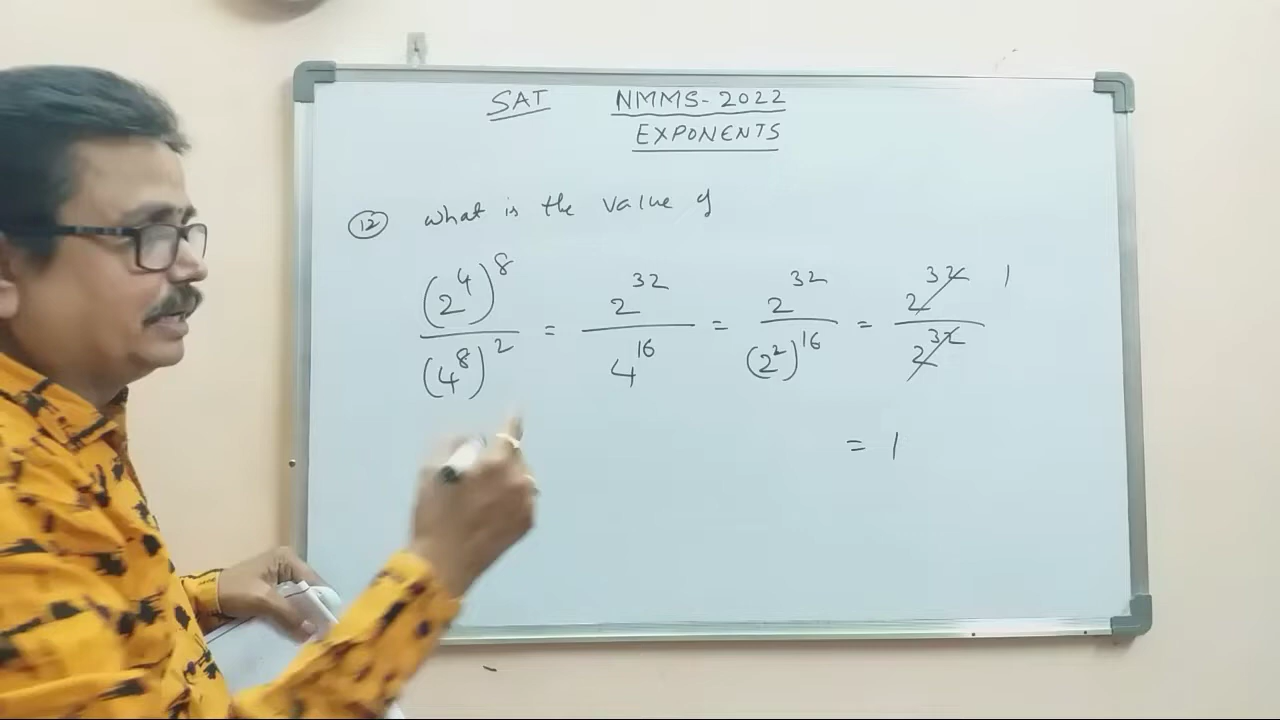 SAT NMMS-2022
EXPONENTS
12 what is the value of
(2^4)^8 / (4^8)^2 = 2^32 / 4^16 = 2^32 / (2^2)^16 = 2^32 / 2^32 1
= 1